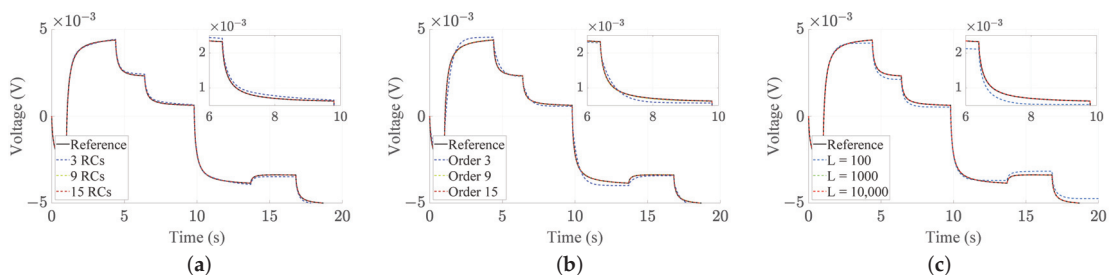 ×10⁻³
5
0
−5
Voltage (V)
0
5
10
15
20
Time (s)
Reference
3 RCs
9 RCs
15 RCs
×10⁻³
2
1
6
8
10
(a)
×10⁻³
5
0
−5
Voltage (V)
0
5
10
15
20
Time (s)
Reference
Order 3
Order 9
Order 15
×10⁻³
2
1
6
8
10
(b)
×10⁻³
5
0
−5
Voltage (V)
0
5
10
15
20
Time (s)
Reference
L = 100
L = 1000
L = 10,000
×10⁻³
2
1
6
8
10
(c)